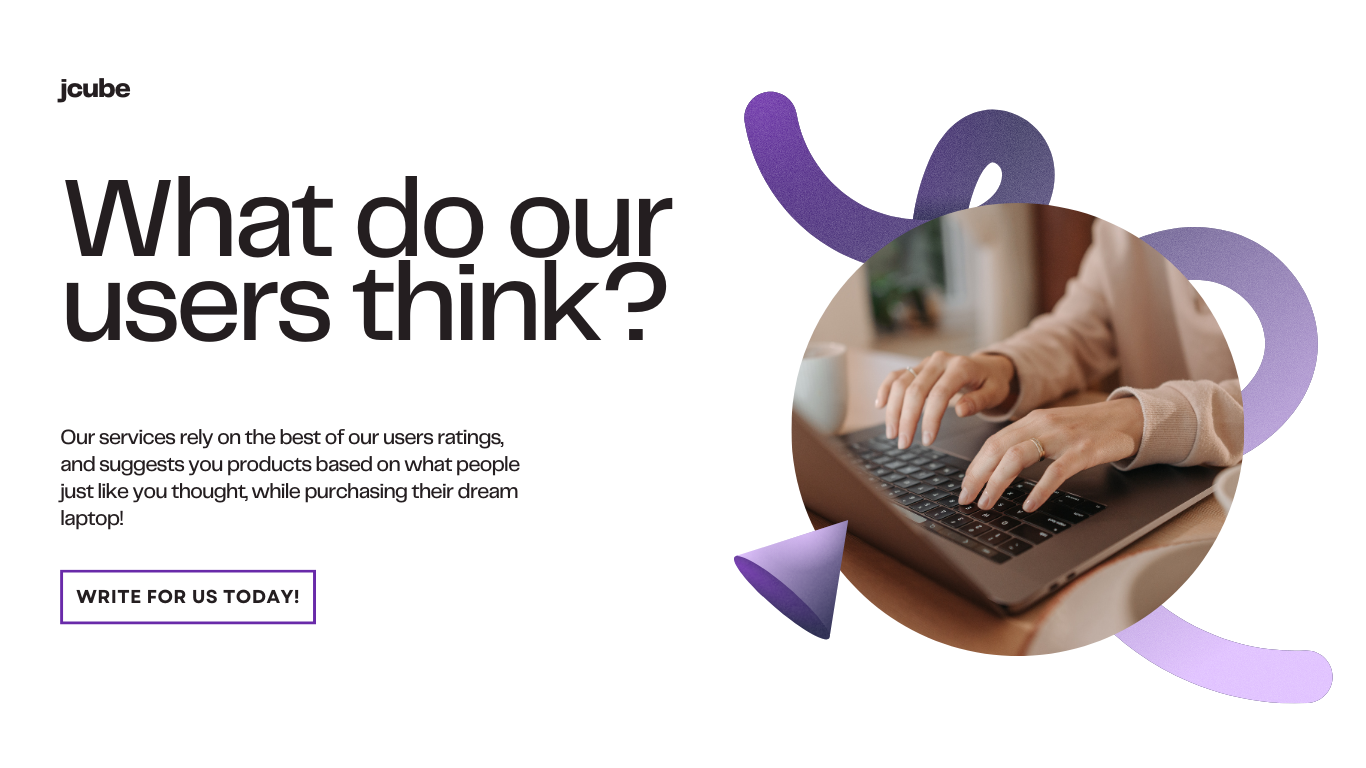 jcube
What do our
users think?
Our services rely on the best of our users ratings,
and suggests you products based on what people
just like you thought, while purchasing their dream
laptop!
WRITE FOR US TODAY!